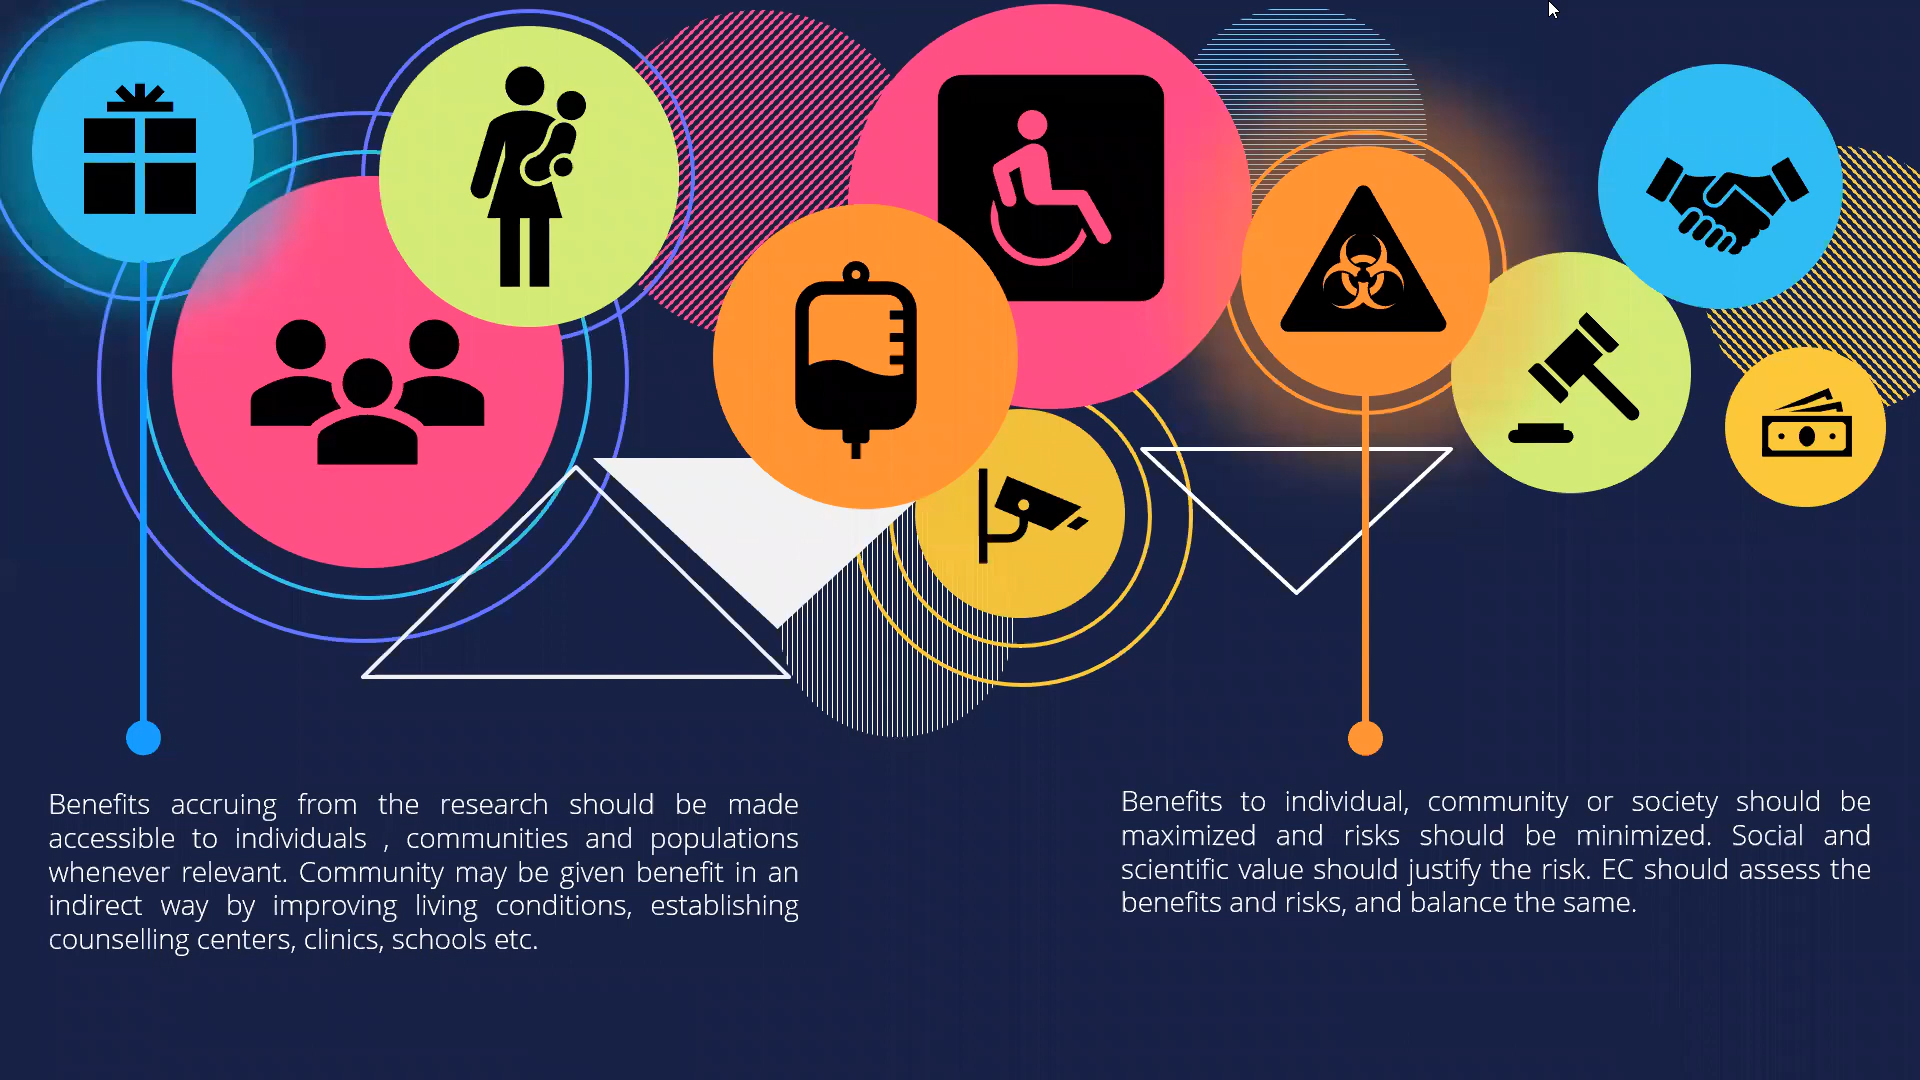 Benefits accruing from the research should be made
accessible to individuals , communities and populations
whenever relevant. Community may be given benefit in an
indirect way by improving living conditions, establishing
counselling centers, clinics, schools etc.
Benefits to individual, community or society should be
maximized and risks should be minimized. Social and
scientific value should justify the risk. EC should assess the
benefits and risks, and balance the same.